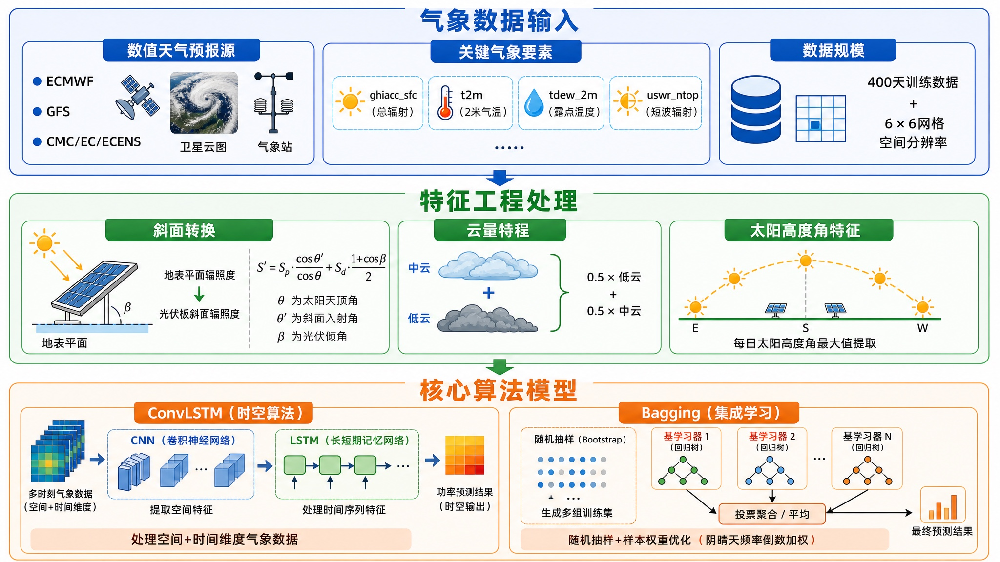 气象数据输入
数值天气预报源
ECMWF
GFS
CMC/EC/ECENS
卫星云图
气象站
关键气象要素
ghiacc_sfc
（总辐射）
t2m
（2米气温）
tdew_2m
（露点温度）
uswr_ntop
（短波辐射）
......
数据规模
400天训练数据
+
6 × 6网格
空间分辨率
特征工程处理
斜面转换
β
地表平面
地表平面辐照度
光伏板斜面辐照度
S′ = S_p · cosθ′/cosθ + S_d · (1+cosβ)/2
θ 为太阳天顶角
θ′ 为斜面入射角
β 为光伏倾角
云量特程
中云
+
低云
0.5 × 低云
+
0.5 × 中云
太阳高度角特征
E
S
W
每日太阳高度角最大值提取
核心算法模型
ConvLSTM（时空算法）
多时刻气象数据
（空间+时间维度）
CNN（卷积神经网络）
...
提取空间特征
LSTM（长短期记忆网络）
...
处理时间序列特征
功率预测结果
（时空输出）
处理空间+时间维度气象数据
Bagging（集成学习）
随机抽样（Bootstrap）
...
生成多组训练集
基学习器 1
（回归树）
基学习器 2
（回归树）
...
基学习器 N
（回归树）
投票聚合 / 平均
最终预测结果
随机抽样+样本权重优化（阴晴天频率倒数加权）